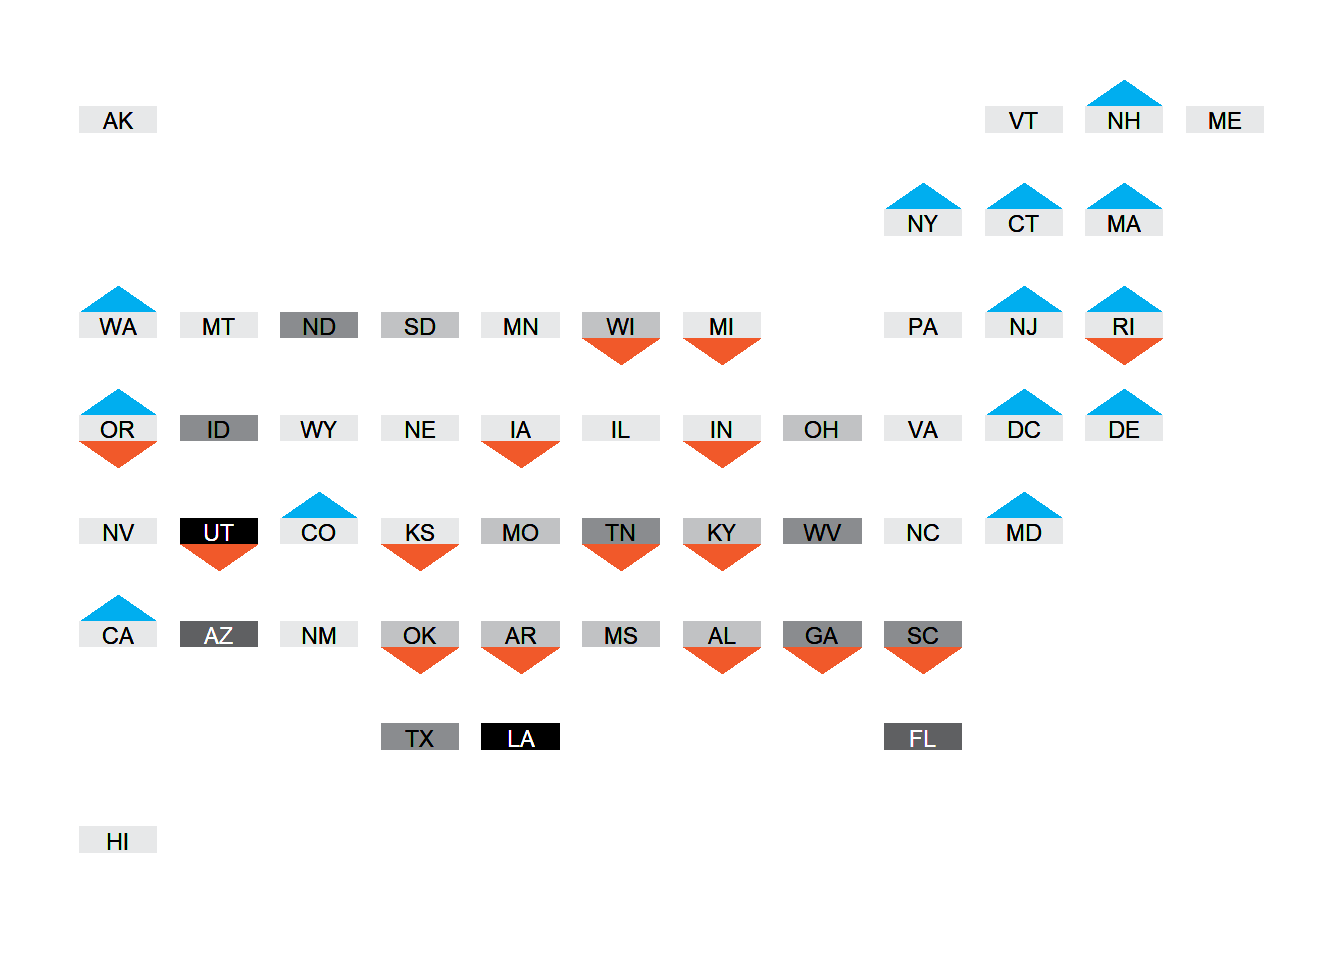 AK VT NH ME
NY CT MA
WA MT ND SD MN WI MI PA NJ RI
OR ID WY NE IA IL IN OH VA DC DE
NV UT CO KS MO TN KY WV NC MD
CA AZ NM OK AR MS AL GA SC
TX LA FL
HI